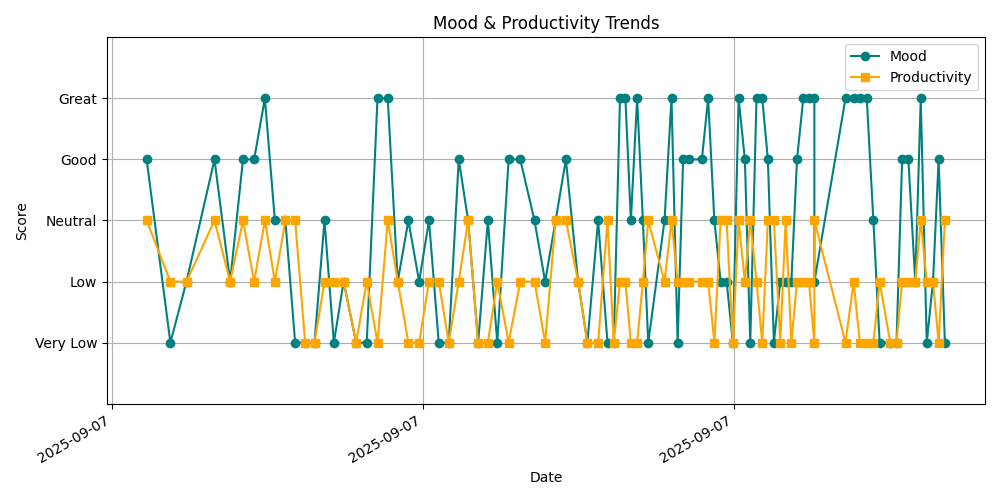 Mood & Productivity Trends
Mood
Productivity
Score
Great
Good
Neutral
Low
Very Low
2025-09-07
2025-09-07
2025-09-07
Date